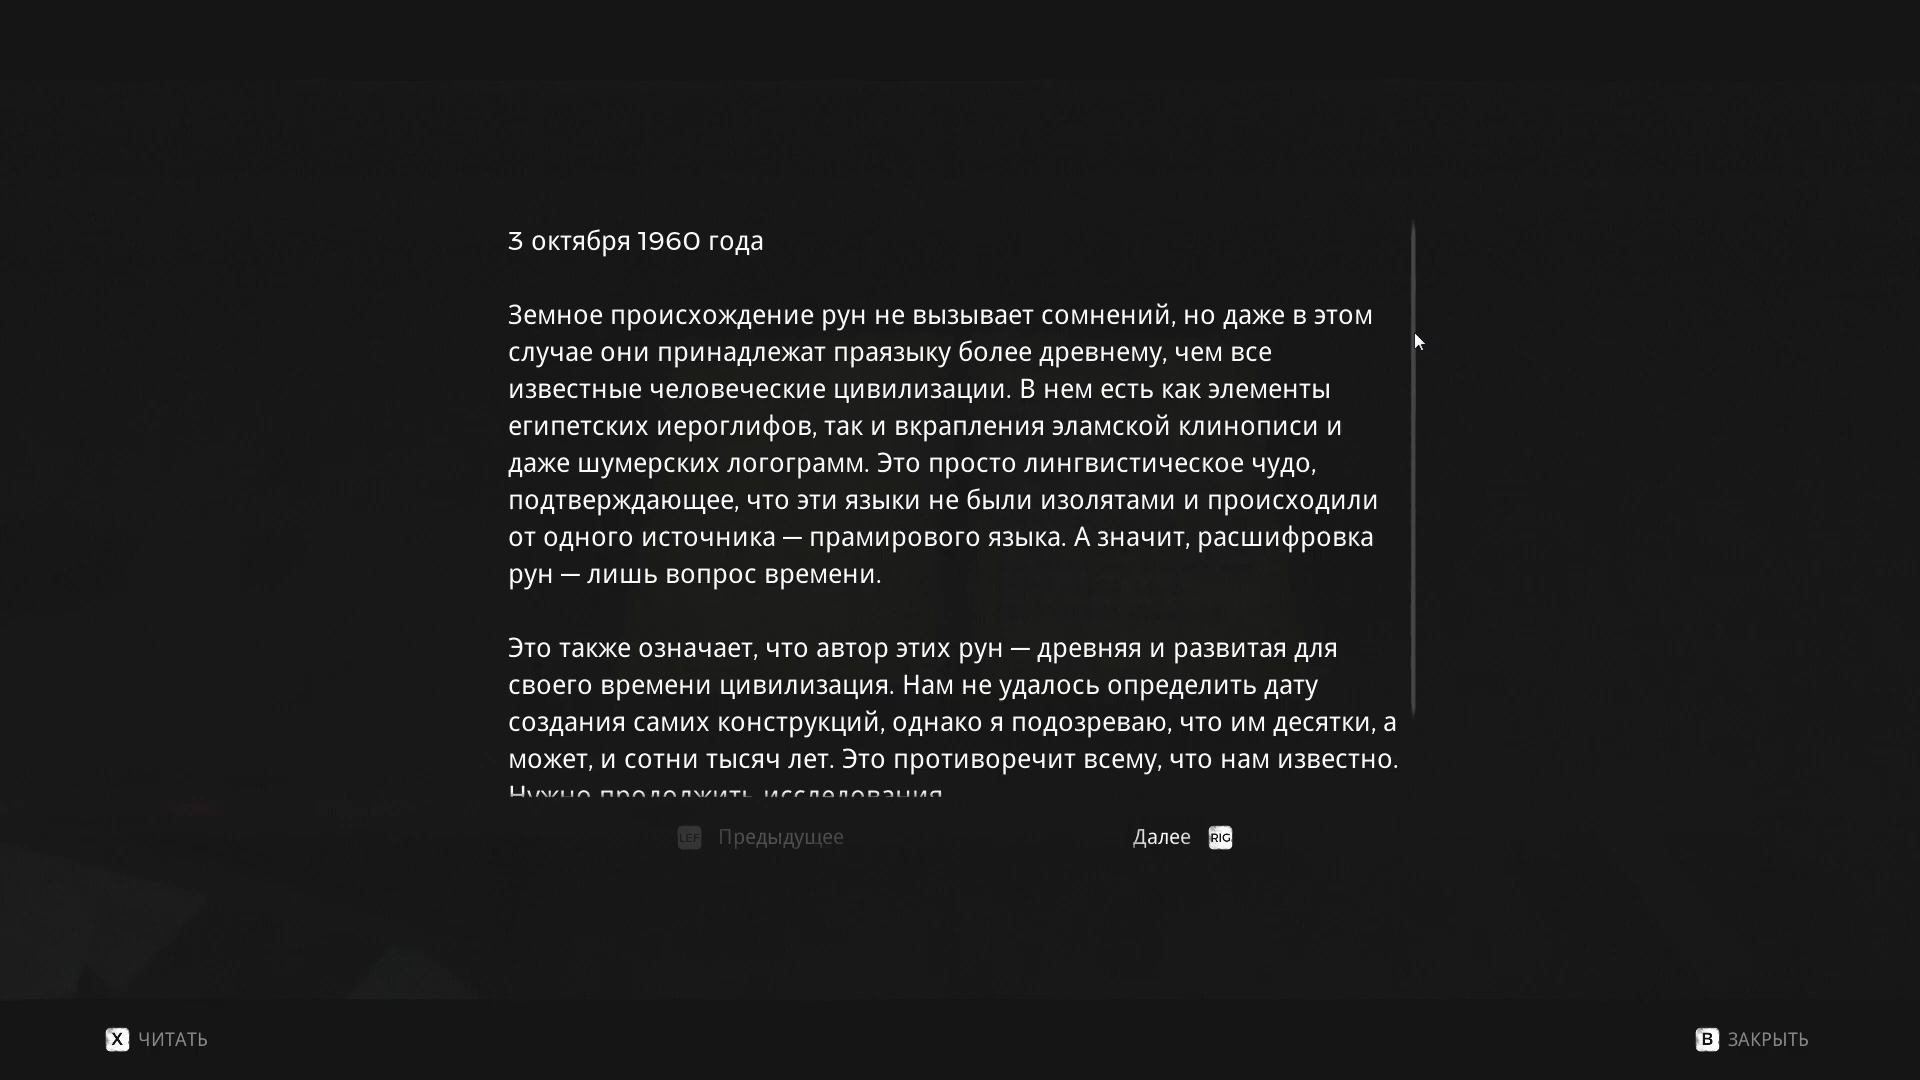 3 октября 1960 года
Земное происхождение рун не вызывает сомнений, но даже в этом
случае они принадлежат праязыку более древнему, чем все
известные человеческие цивилизации. В нем есть как элементы
египетских иероглифов, так и вкрапления эламской клинописи и
даже шумерских логограмм. Это просто лингвистическое чудо,
подтверждающее, что эти языки не были изолятами и происходили
от одного источника — прамирового языка. А значит, расшифровка
рун — лишь вопрос времени.
Это также означает, что автор этих рун — древняя и развитая для
своего времени цивилизация. Нам не удалось определить дату
создания самих конструкций, однако я подозреваю, что им десятки, а
может, и сотни тысяч лет. Это противоречит всему, что нам известно.
Нужно продолжить исследования.
LEF Предыдущее
Далее RIG
X ЧИТАТЬ
B ЗАКРЫТЬ